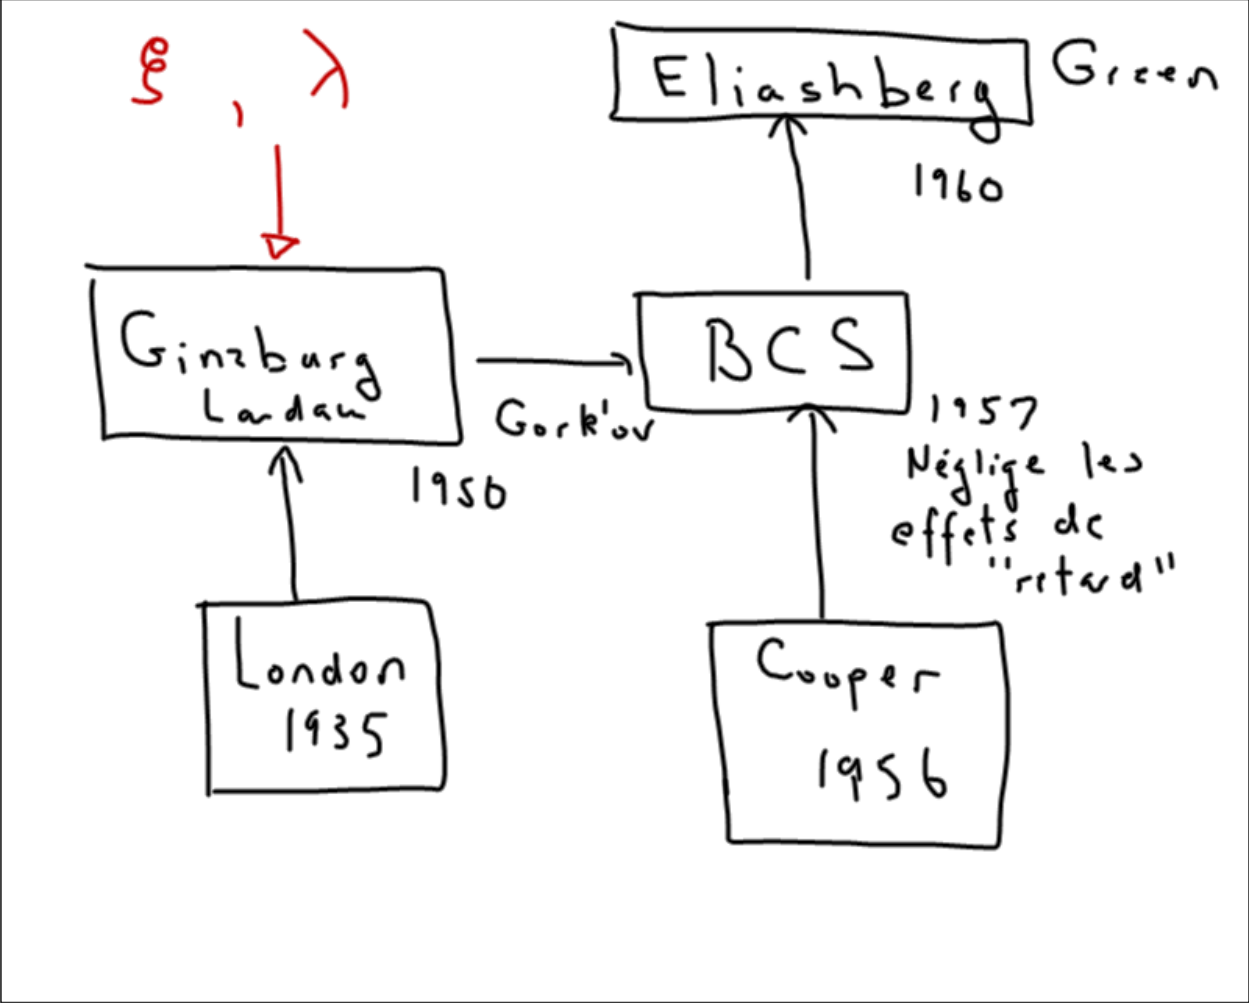 ξ, λ
Eliashberg
Green
1960
Ginzburg
Landau
1950
Gork'ov
BCS
1957
Néglige les
effets de
"retard"
London
1935
Cooper
1956